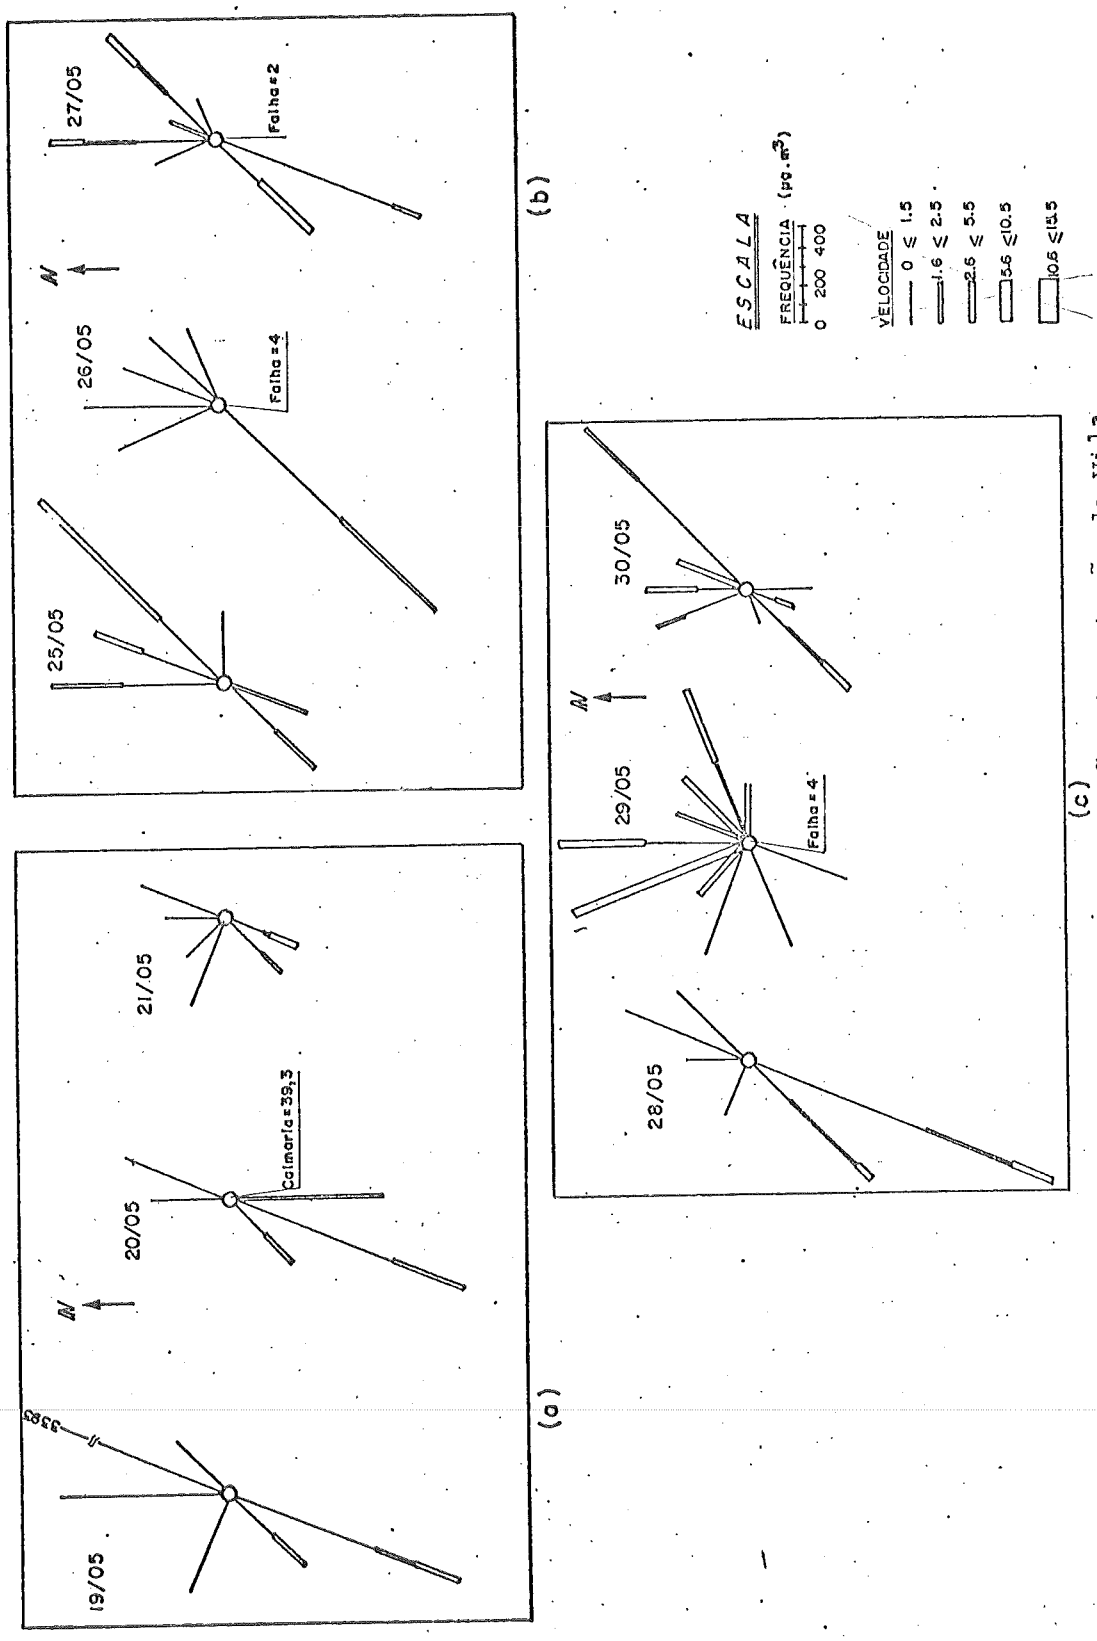 19/05
3393
N
20/05
Calmaria=39,3
21/05
(a)
25/05
26/05
Falha=4
N
27/05
Falha=2
(b)
28/05
29/05
Falha=4
N
30/05
(c)
ESCALA
FREQUÊNCIA (pg.m³)
0 200 400
VELOCIDADE
0 ≤ 1.5
1.6 ≤ 2.5
2.6 ≤ 5.5
5.6 ≤10.5
10.6 ≤15.5